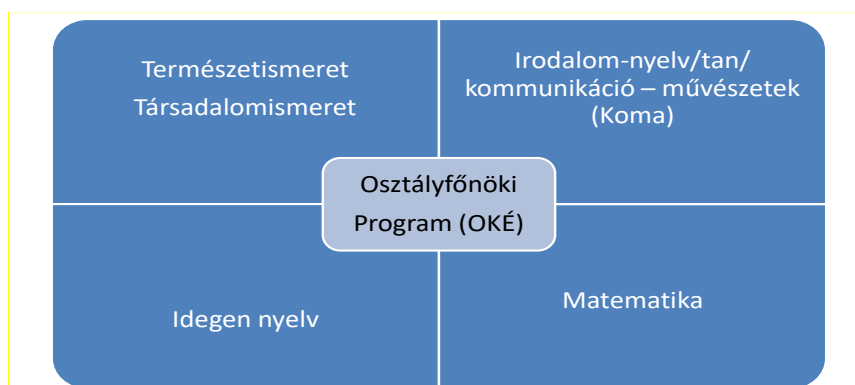 Természetismeret
Társadalomismeret
Irodalom-nyelv/tan/
kommunikáció – művészetek
(Koma)
Osztályfőnöki
Program (OKÉ)
Idegen nyelv
Matematika